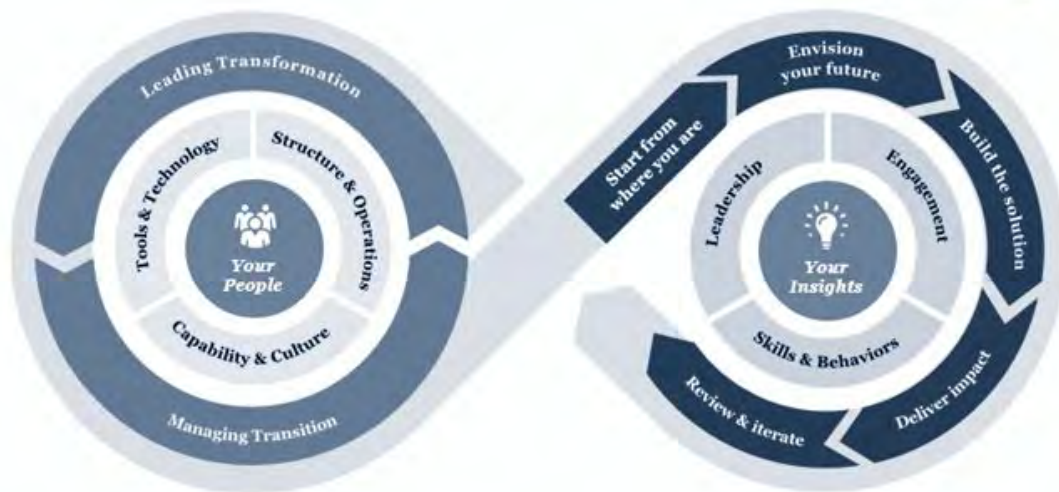 Leading Transformation
Tools & Technology
Structure & Operations
Your
People
Capability & Culture
Managing Transition
Start from
where you are
Envision
your future
Build the solution
Deliver impact
Review & iterate
Leadership
Engagement
Your
Insights
Skills & Behaviors